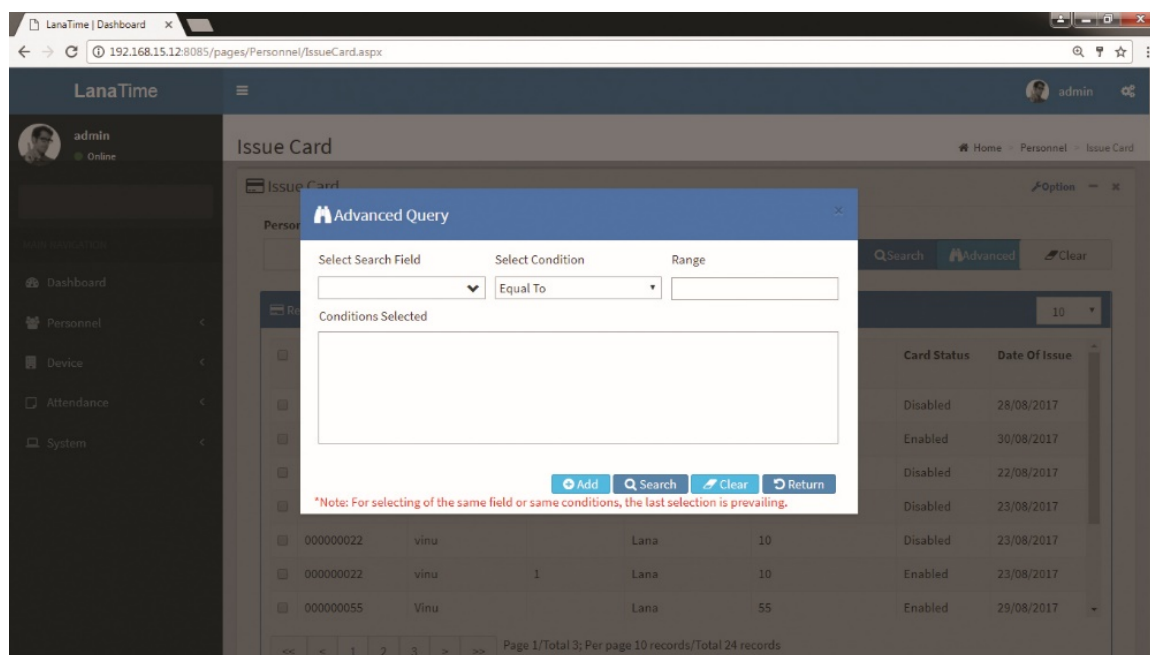 LanaTime | Dashboard
192.168.15.12:8085/pages/Personnel/IssueCard.aspx
LanaTime
admin
admin
Online
Issue Card
Home > Personnel > Issue Card
Issue Card
Option
Advanced Query
Person
Select Search Field Select Condition Range
Search Advanced Clear
MAIN NAVIGATION
Equal To
Dashboard
Conditions Selected
Re
10
Personnel
Card Status Date Of Issue
Device
Attendance
Disabled 28/08/2017
System
Enabled 30/08/2017
Disabled 22/08/2017
Add Search Clear Return
*Note: For selecting of the same field or same conditions, the last selection is prevailing.
Disabled 23/08/2017
000000022 vinu Lana 10 Disabled 23/08/2017
000000022 vinu 1 Lana 10 Enabled 23/08/2017
000000055 Vinu Lana 55 Enabled 29/08/2017
<< < 1 2 3 > >> Page 1/Total 3; Per page 10 records/Total 24 records